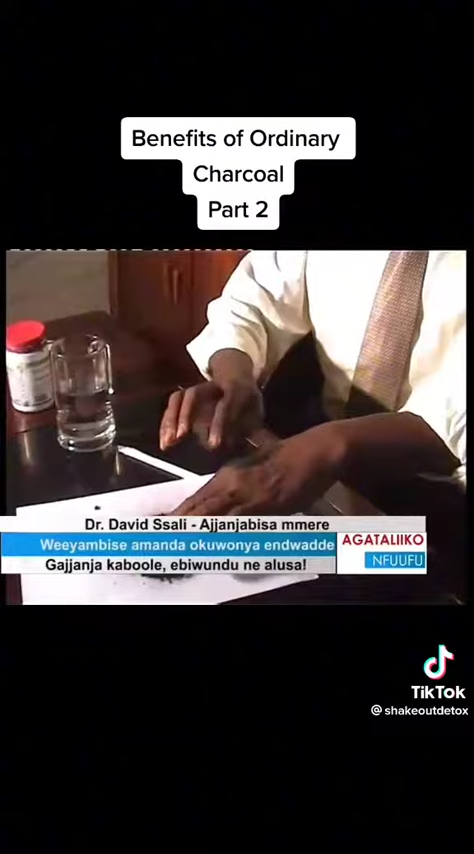 Benefits of Ordinary
Charcoal
Part 2
Dr. David Ssali - Ajjanjabisa mmere
Weeyambise amanda okuwonya endwadde
Gajjanja kaboole, ebiwundu ne alusa!
AGATALIIKO
NFUUFU
TikTok
@shakeoutdetox